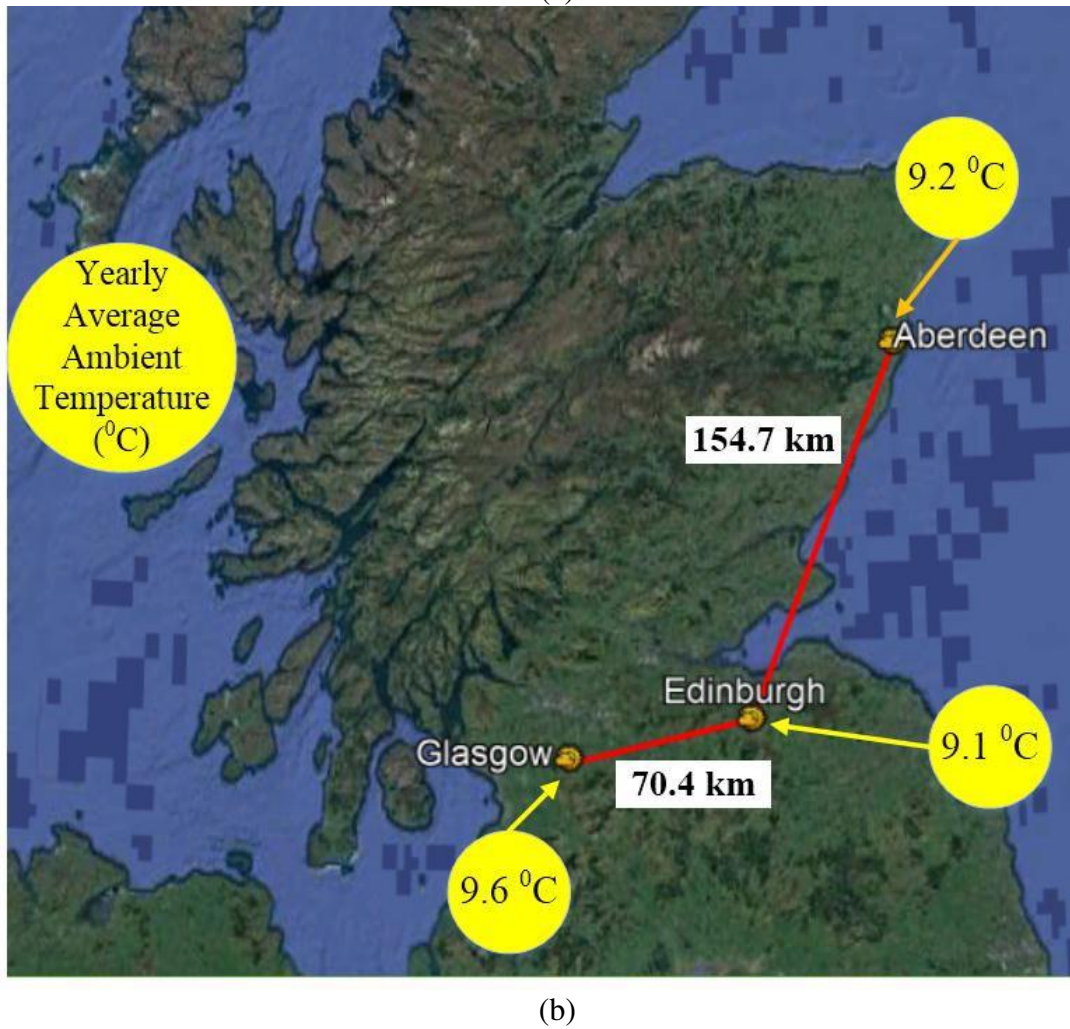 9.2 ⁰C
Yearly
Average
Ambient
Temperature
(⁰C)
Aberdeen
154.7 km
Edinburgh
Glasgow
9.1 ⁰C
70.4 km
9.6 ⁰C
(b)